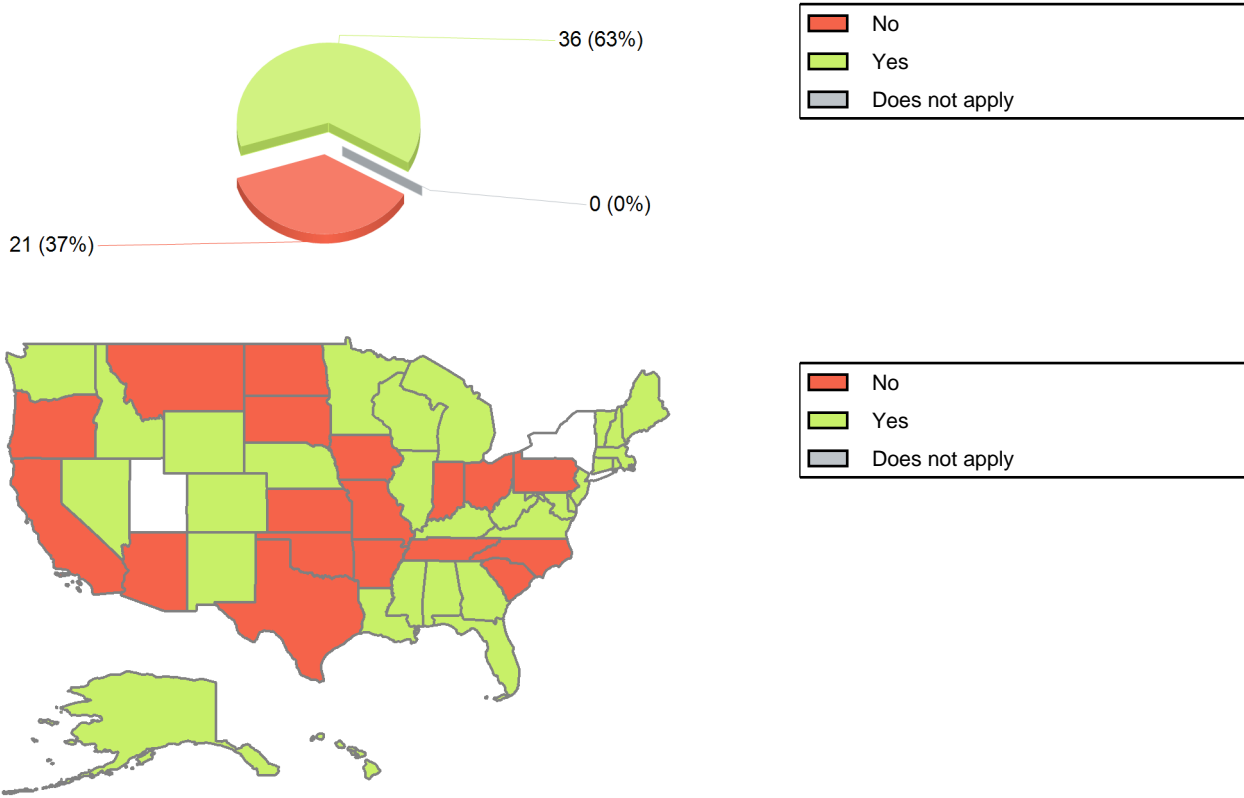 36 (63%)
0 (0%)
21 (37%)
No
Yes
Does not apply
No
Yes
Does not apply